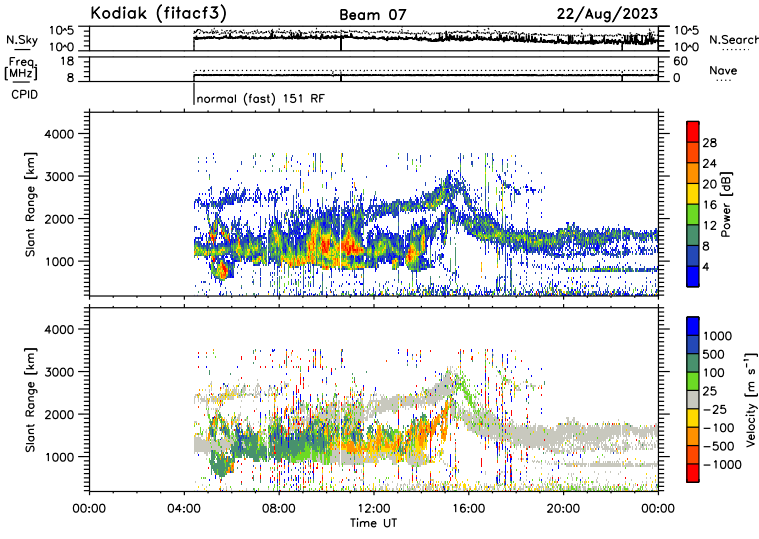 Kodiak (fitacf3) Beam 07 22/Aug/2023
N.Sky 10^5 10^0 10^5 10^0 N.Search
Freq. [MHz] 18 8 60 0 Nave
CPID normal (fast) 151 RF
Slant Range [km] 4000 3000 2000 1000
Power [dB] 28 24 20 16 12 8 4
Slant Range [km] 4000 3000 2000 1000
Velocity [m s⁻¹] 1000 500 100 25 −25 −100 −500 −1000
00:00 04:00 08:00 12:00 16:00 20:00 00:00
Time UT